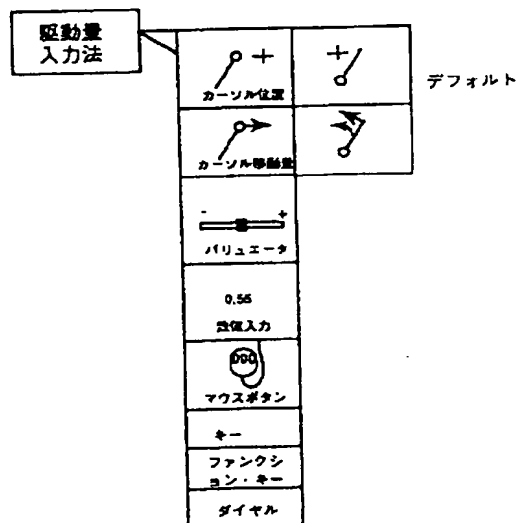 駆動量
入力法
デフォルト
カーソル位置
カーソル移動量
- +
バリュエータ
0.55
数値入力
マウスボタン
キー
ファンクシ
ョン・キー
ダイヤル